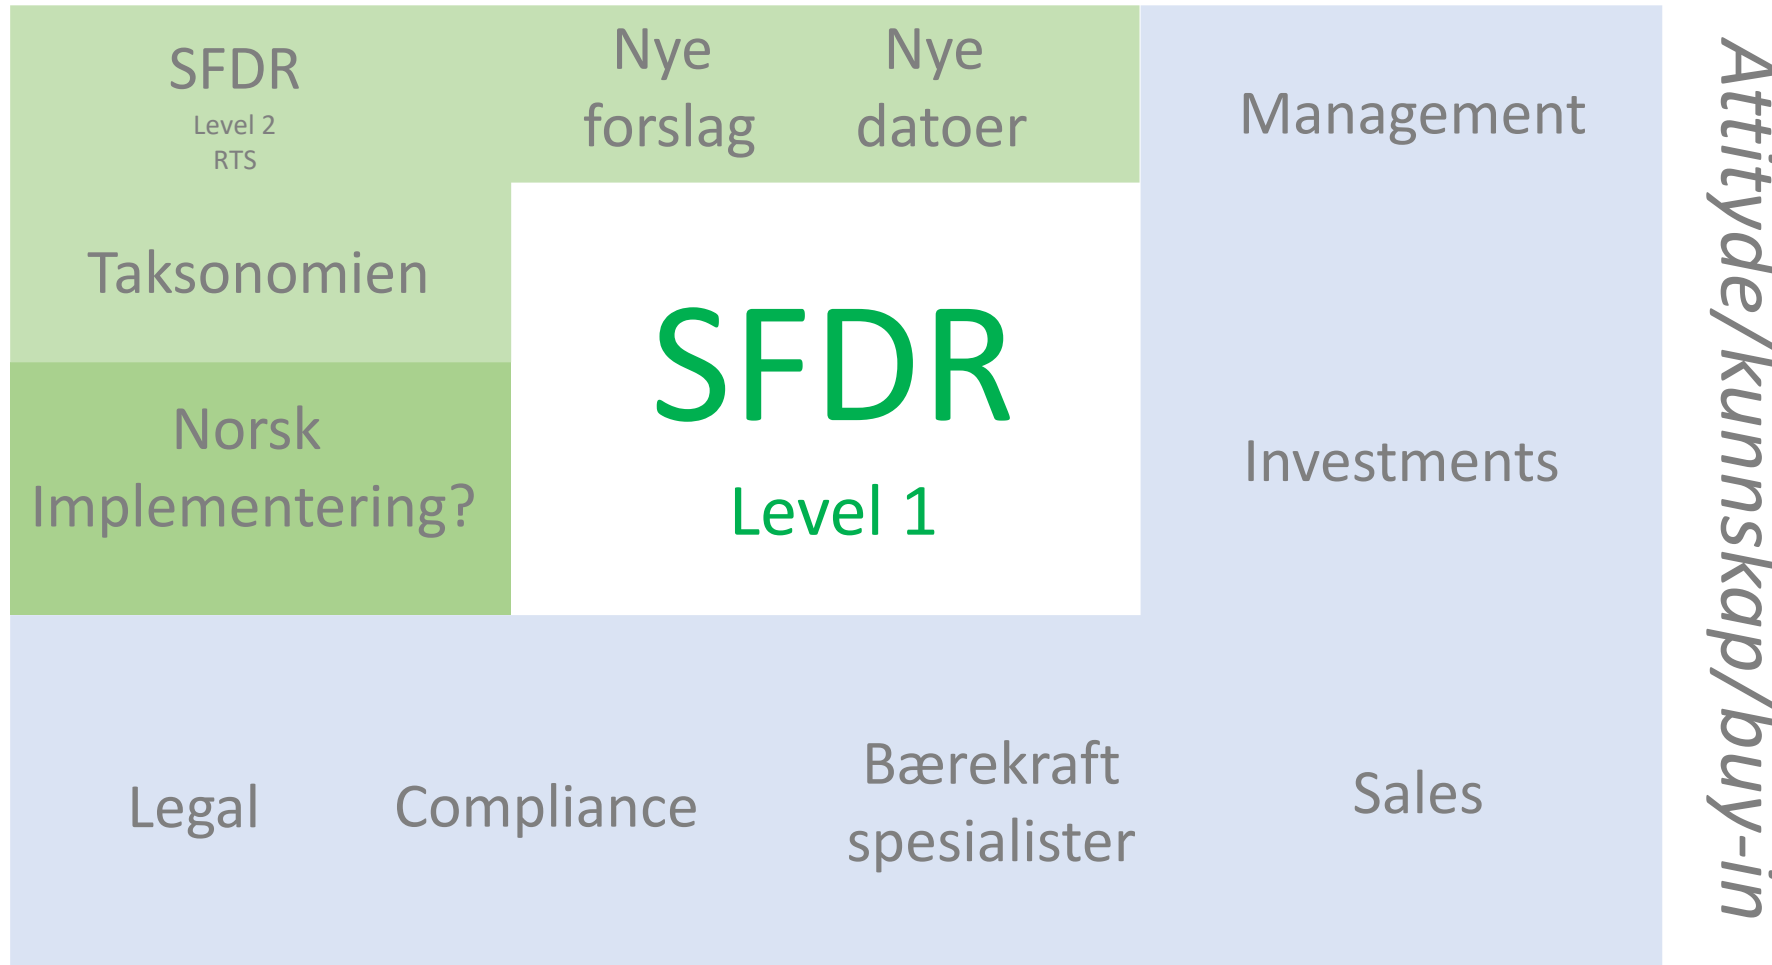 SFDR
Level 2
RTS
Nye
forslag
Nye
datoer
Management
Taksonomien
SFDR
Level 1
Norsk
Implementering?
Investments
Legal
Compliance
Bærekraft
spesialister
Sales
Attityde/kunnskap/buy-in